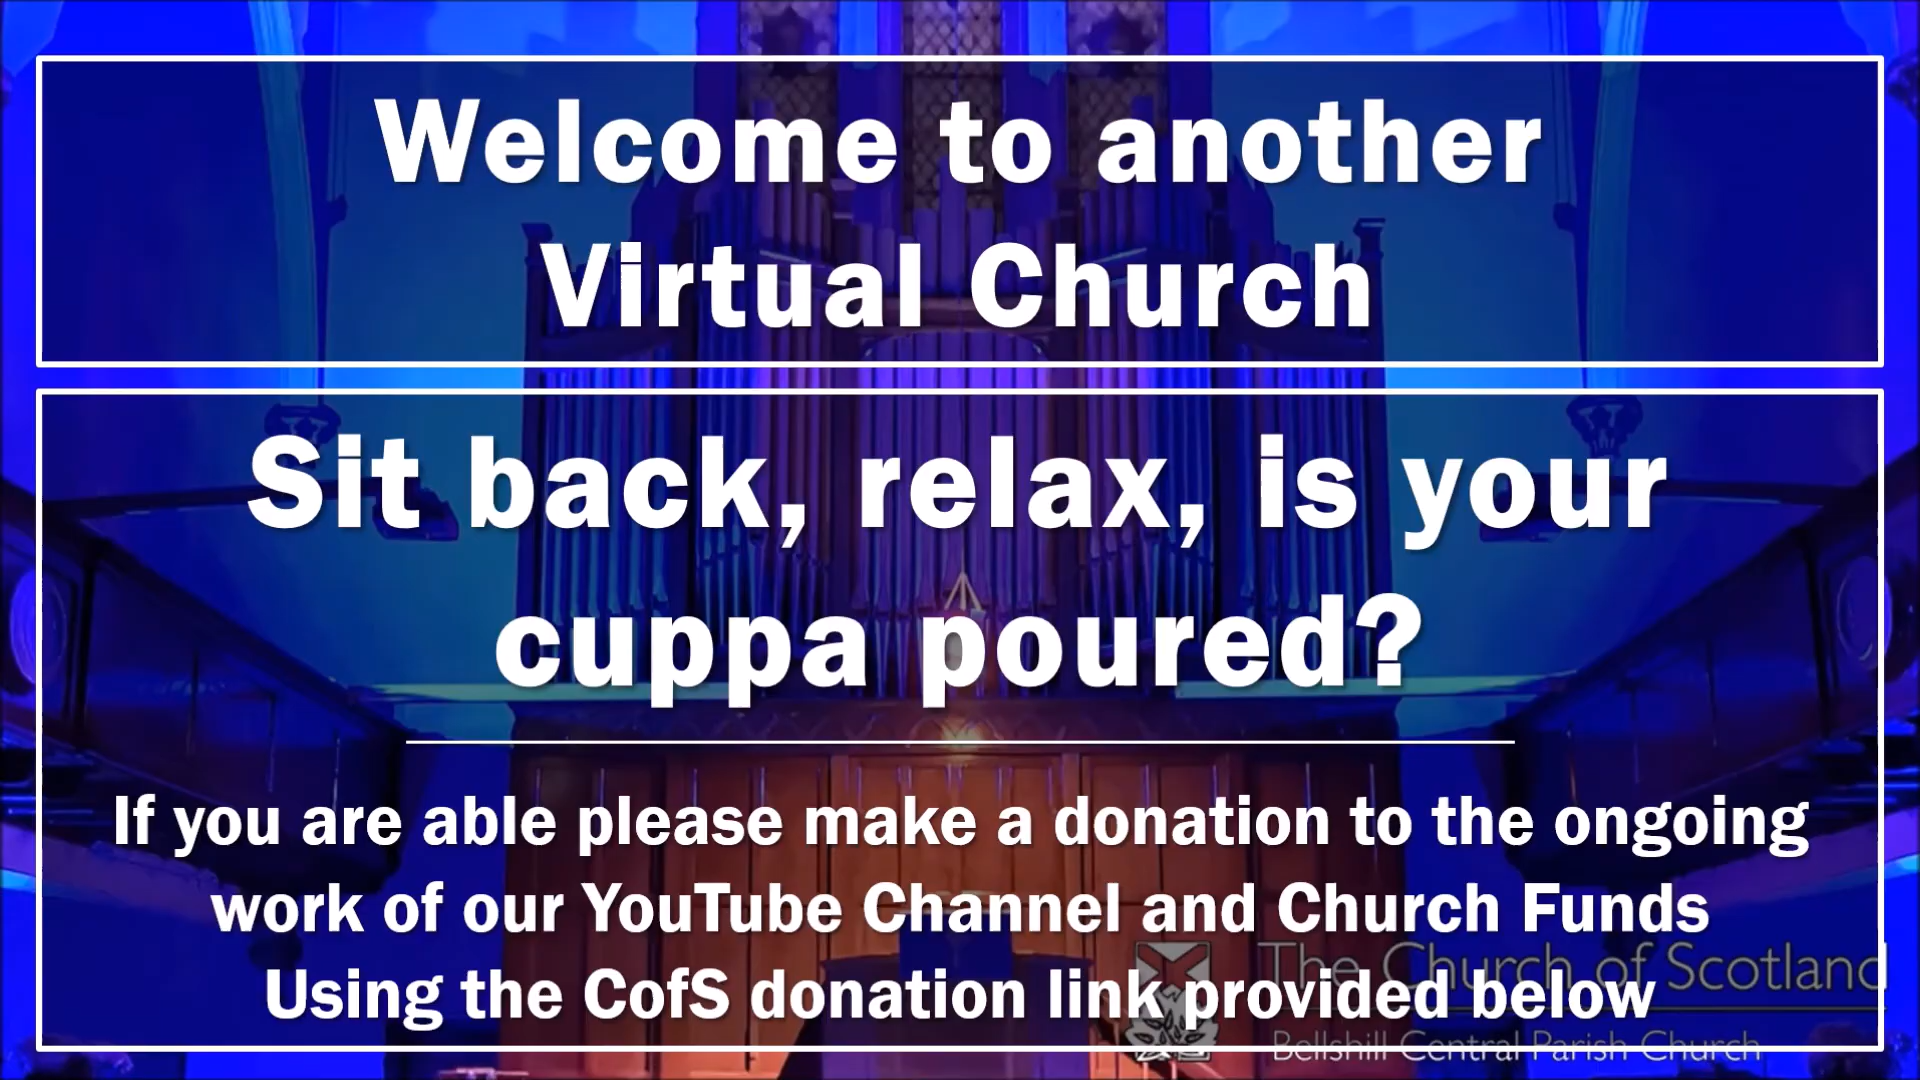 Welcome to another
Virtual Church
Sit back, relax, is your
cuppa poured?
If you are able please make a donation to the ongoing
work of our YouTube Channel and Church Funds
Using the CofS donation link provided below
The Church of Scotland
Bellshill Central Parish Church